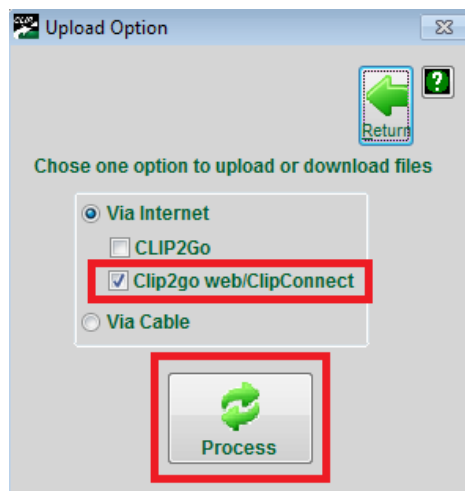 Upload Option
Return
Chose one option to upload or download files
Via Internet
CLIP2Go
Clip2go web/ClipConnect
Via Cable
Process